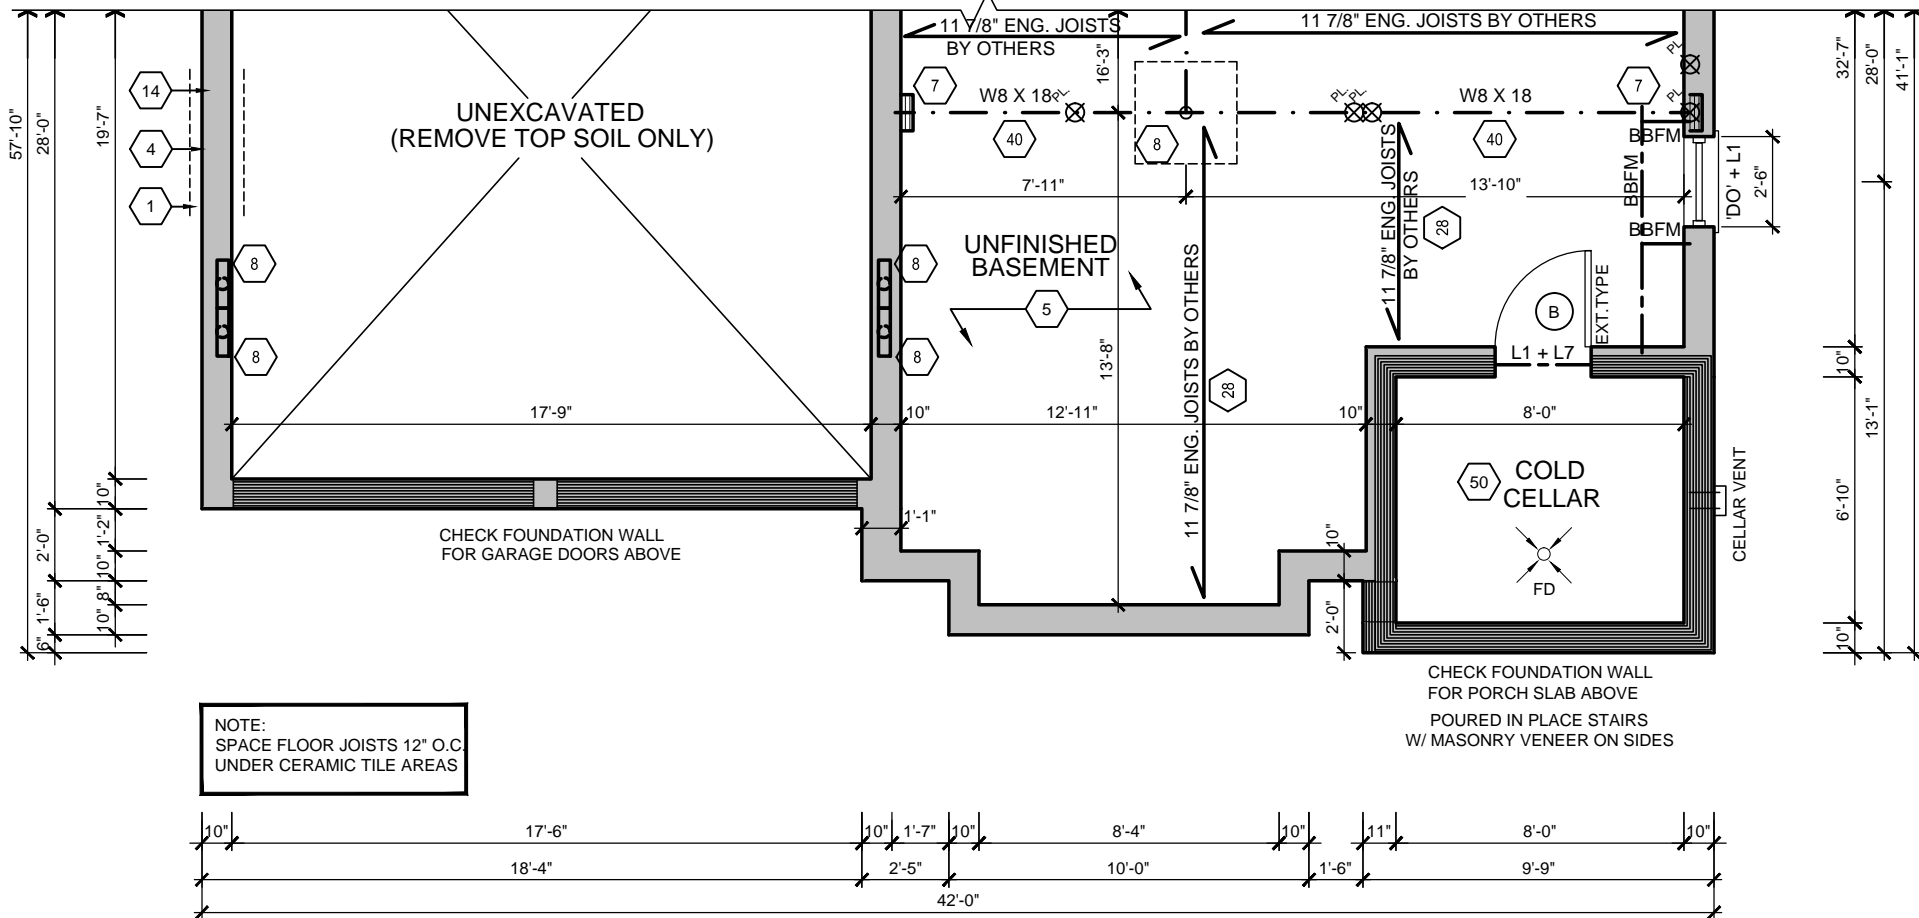 11 7/8" ENG. JOISTS
BY OTHERS
11 7/8" ENG. JOISTS BY OTHERS
57'-10"
28'-0"
19'-7"
14
4
1
UNEXCAVATED
(REMOVE TOP SOIL ONLY)
7
W8 X 18
PL
40
16'-3"
8
PL
PL
W8 X 18
40
7
PL
PL
32'-7"
28'-0"
41'-1"
7'-11"
13'-10"
BBFM
BBFM
BBFM
'DO' + L1
2'-6"
11 7/8" ENG. JOISTS
BY OTHERS
28
UNFINISHED
BASEMENT
5
8
8
8
8
11 7/8" ENG. JOISTS BY OTHERS
28
13'-8"
B
EXT.TYPE
L1 + L7
17'-9"
10"
12'-11"
10"
8'-0"
10"
13'-1"
6'-10"
10"
50
COLD
CELLAR
FD
CELLAR VENT
10"
1'-2"
10"
8"
10"
2'-0"
1'-6"
6"
CHECK FOUNDATION WALL
FOR GARAGE DOORS ABOVE
1'-1"
10"
2'-0"
CHECK FOUNDATION WALL
FOR PORCH SLAB ABOVE
POURED IN PLACE STAIRS
W/ MASONRY VENEER ON SIDES
NOTE:
SPACE FLOOR JOISTS 12" O.C.
UNDER CERAMIC TILE AREAS
10"
17'-6"
10"
1'-7"
10"
8'-4"
10"
11"
8'-0"
10"
18'-4"
2'-5"
10'-0"
1'-6"
9'-9"
42'-0"